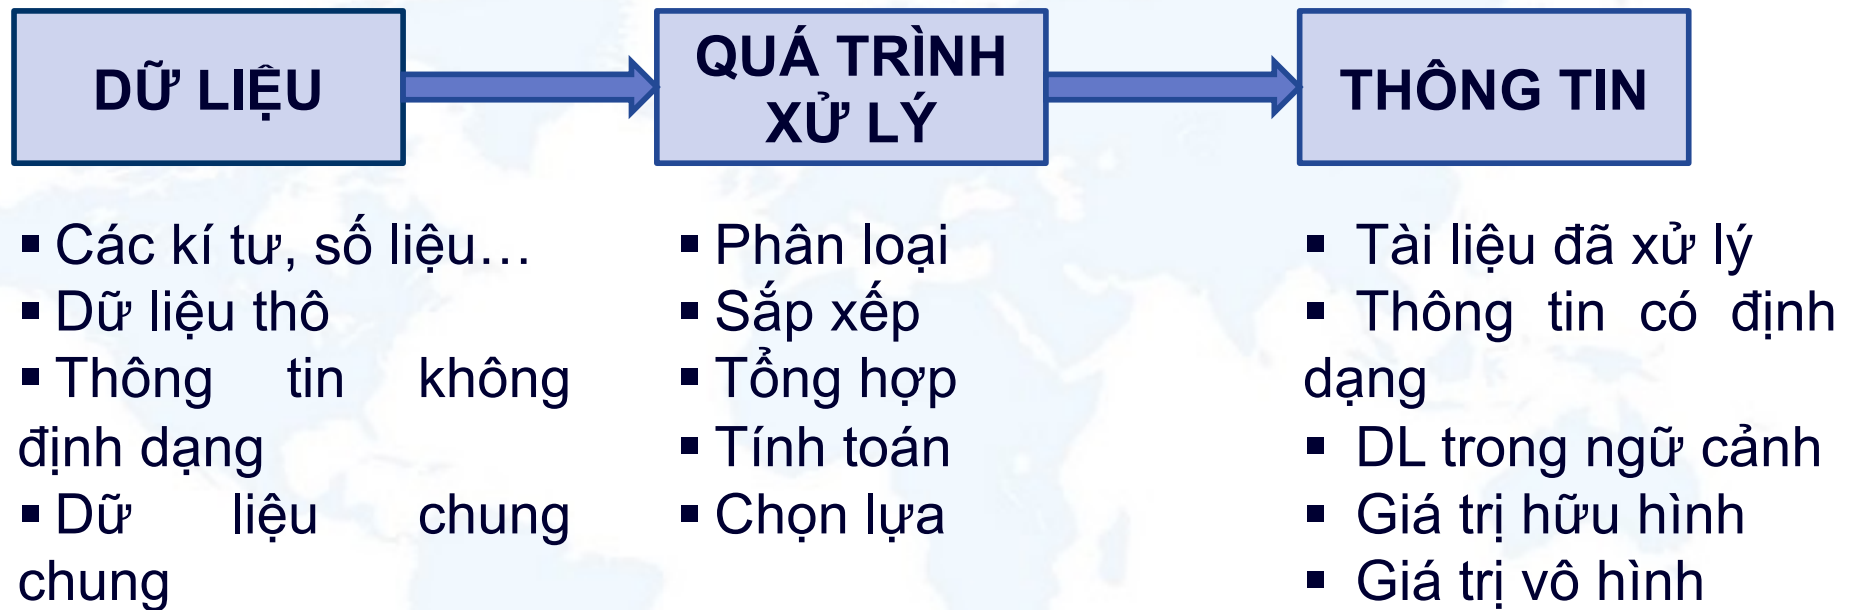 DỮ LIỆU
QUÁ TRÌNH
XỬ LÝ
THÔNG TIN
▪ Các kí tư, số liệu…
▪ Dữ liệu thô
▪ Thông tin không
định dạng
▪ Dữ liệu chung
chung
▪ Phân loại
▪ Sắp xếp
▪ Tổng hợp
▪ Tính toán
▪ Chọn lựa
▪ Tài liệu đã xử lý
▪ Thông tin có định
dạng
▪ DL trong ngữ cảnh
▪ Giá trị hữu hình
▪ Giá trị vô hình